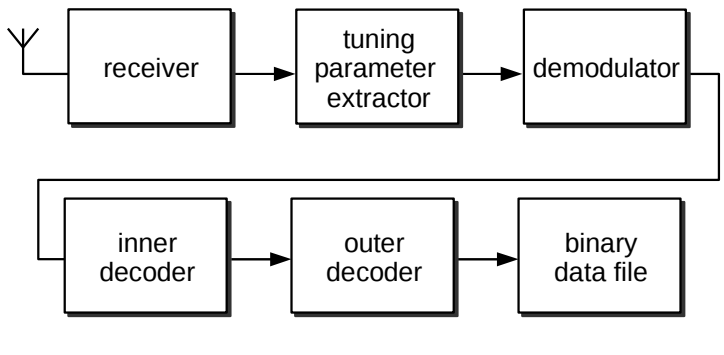 receiver
tuning
parameter
extractor
demodulator
inner
decoder
outer
decoder
binary
data file